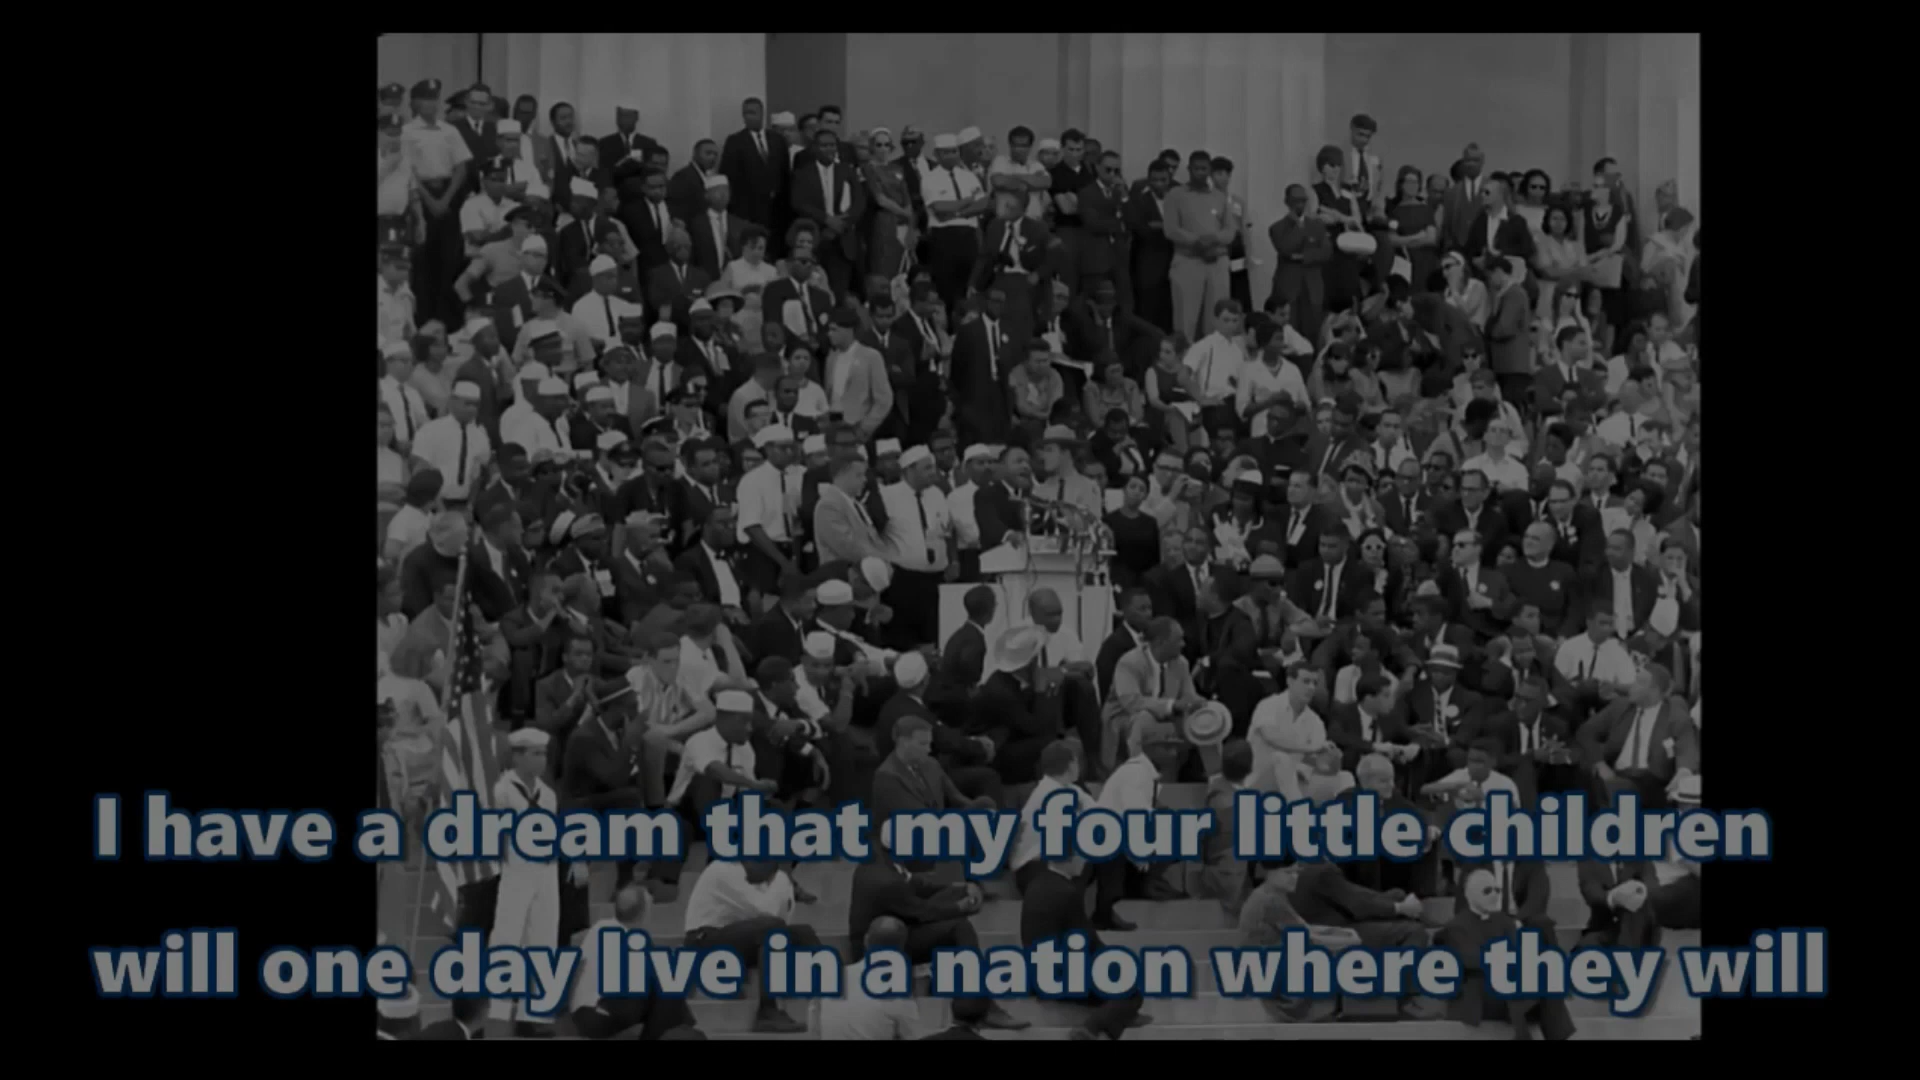 I have a dream that my four little children
will one day live in a nation where they will